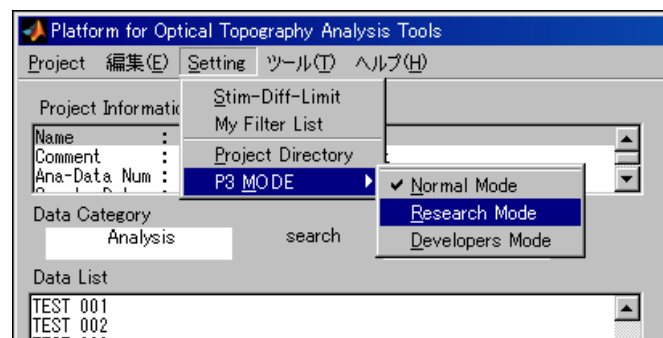 Platform for Optical Topography Analysis Tools
Project 編集(E) Setting ツール(T) ヘルプ(H)
Stim-Diff-Limit
My Filter List
Project Directory
P3 MODE
Normal Mode
Research Mode
Developers Mode
Project Informatio
Name :
Comment :
Ana-Data Num :
Data Category
Analysis search
Data List
TEST 001
TEST 002